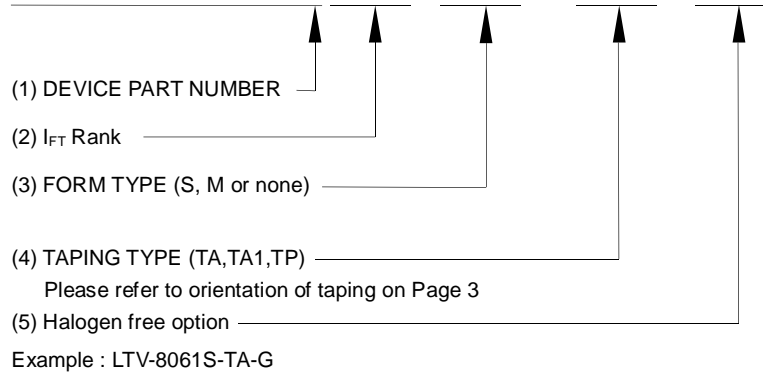 (1) DEVICE PART NUMBER
(2) IFT Rank
(3) FORM TYPE (S, M or none)
(4) TAPING TYPE (TA,TA1,TP)
Please refer to orientation of taping on Page 3
(5) Halogen free option
Example : LTV-8061S-TA-G